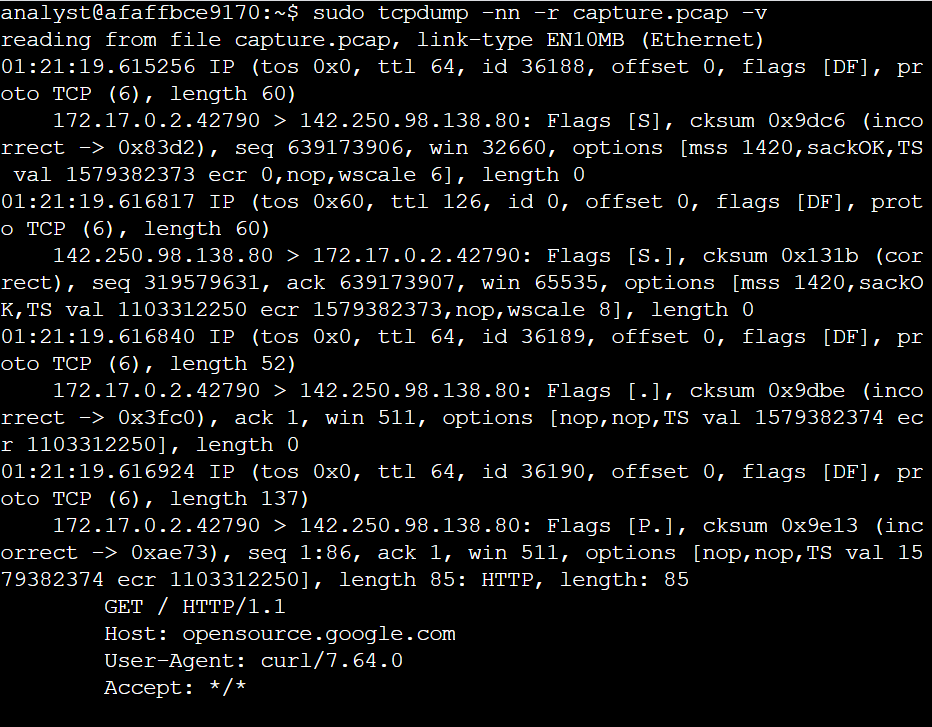 analyst@afaffbce9170:~$ sudo tcpdump -nn -r capture.pcap -v
reading from file capture.pcap, link-type EN10MB (Ethernet)
01:21:19.615256 IP (tos 0x0, ttl 64, id 36188, offset 0, flags [DF], pr
oto TCP (6), length 60)
    172.17.0.2.42790 > 142.250.98.138.80: Flags [S], cksum 0x9dc6 (inco
rrect -> 0x83d2), seq 639173906, win 32660, options [mss 1420,sackOK,TS
 val 1579382373 ecr 0,nop,wscale 6], length 0
01:21:19.616817 IP (tos 0x60, ttl 126, id 0, offset 0, flags [DF], prot
o TCP (6), length 60)
    142.250.98.138.80 > 172.17.0.2.42790: Flags [S.], cksum 0x131b (cor
rect), seq 319579631, ack 639173907, win 65535, options [mss 1420,sackO
K,TS val 1103312250 ecr 1579382373,nop,wscale 8], length 0
01:21:19.616840 IP (tos 0x0, ttl 64, id 36189, offset 0, flags [DF], pr
oto TCP (6), length 52)
    172.17.0.2.42790 > 142.250.98.138.80: Flags [.], cksum 0x9dbe (inco
rrect -> 0x3fc0), ack 1, win 511, options [nop,nop,TS val 1579382374 ec
r 1103312250], length 0
01:21:19.616924 IP (tos 0x0, ttl 64, id 36190, offset 0, flags [DF], pr
oto TCP (6), length 137)
    172.17.0.2.42790 > 142.250.98.138.80: Flags [P.], cksum 0x9e13 (inc
orrect -> 0xae73), seq 1:86, ack 1, win 511, options [nop,nop,TS val 15
79382374 ecr 1103312250], length 85: HTTP, length: 85
        GET / HTTP/1.1
        Host: opensource.google.com
        User-Agent: curl/7.64.0
        Accept: */*